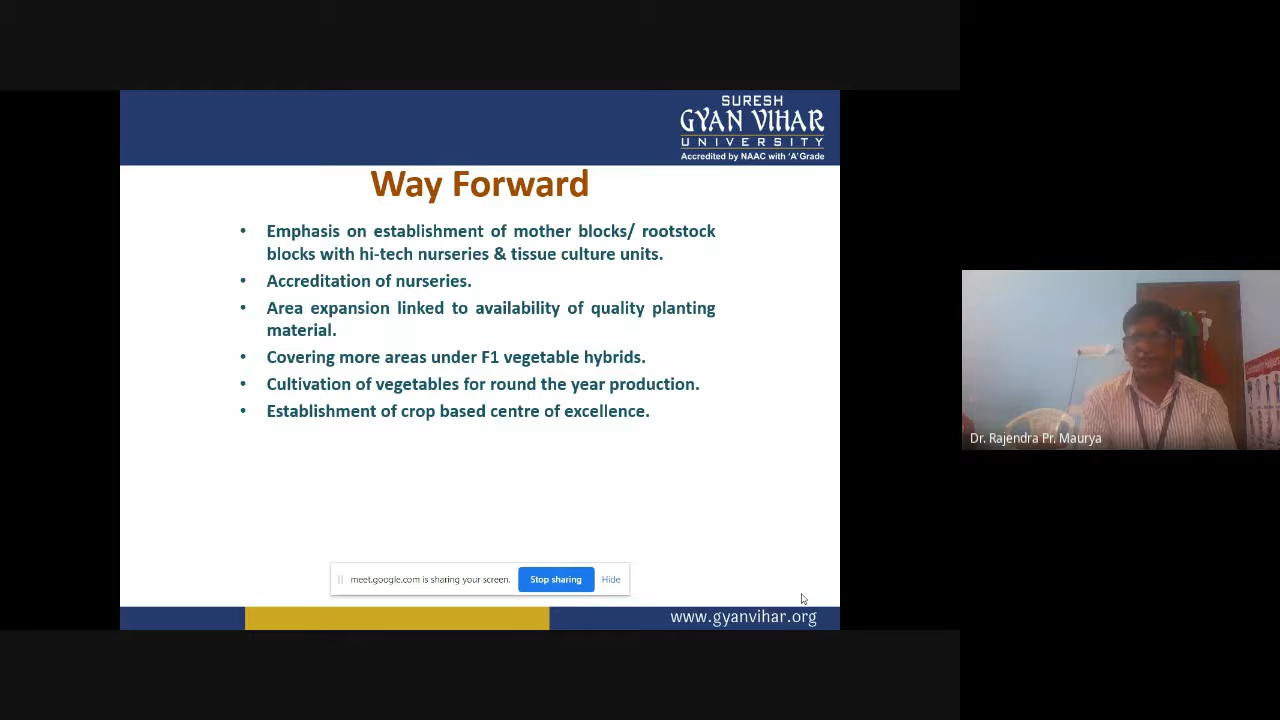 SURESH
GYAN VIHAR
UNIVERSITY
Accredited by NAAC with 'A' Grade
Way Forward
• Emphasis on establishment of mother blocks/ rootstock
blocks with hi-tech nurseries & tissue culture units.
• Accreditation of nurseries.
• Area expansion linked to availability of quality planting
material.
• Covering more areas under F1 vegetable hybrids.
• Cultivation of vegetables for round the year production.
• Establishment of crop based centre of excellence.
meet.google.com is sharing your screen. Stop sharing Hide
www.gyanvihar.org
Dr. Rajendra Pr. Maurya